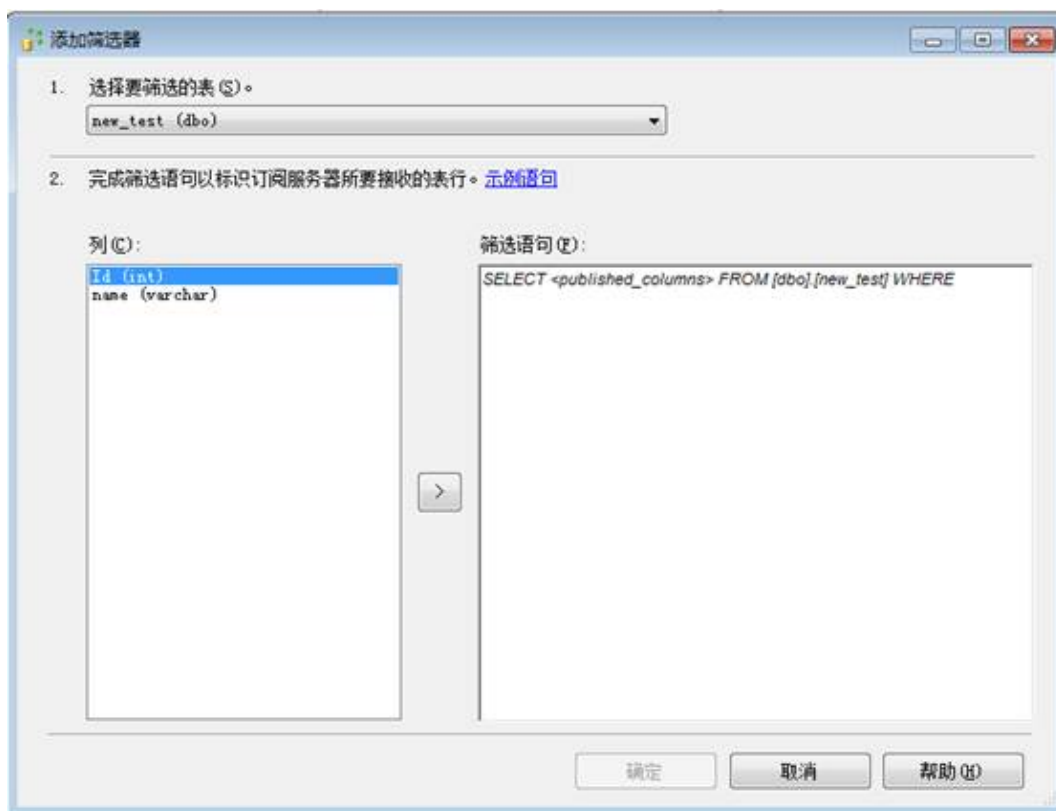 添加筛选器
1. 选择要筛选的表(S)。
new_test (dbo)
2. 完成筛选语句以标识订阅服务器所要接收的表行。示例语句
列(C):
筛选语句(F):
Id (int)
name (varchar)
SELECT <published_columns> FROM [dbo].[new_test] WHERE
>
确定
取消
帮助(H)